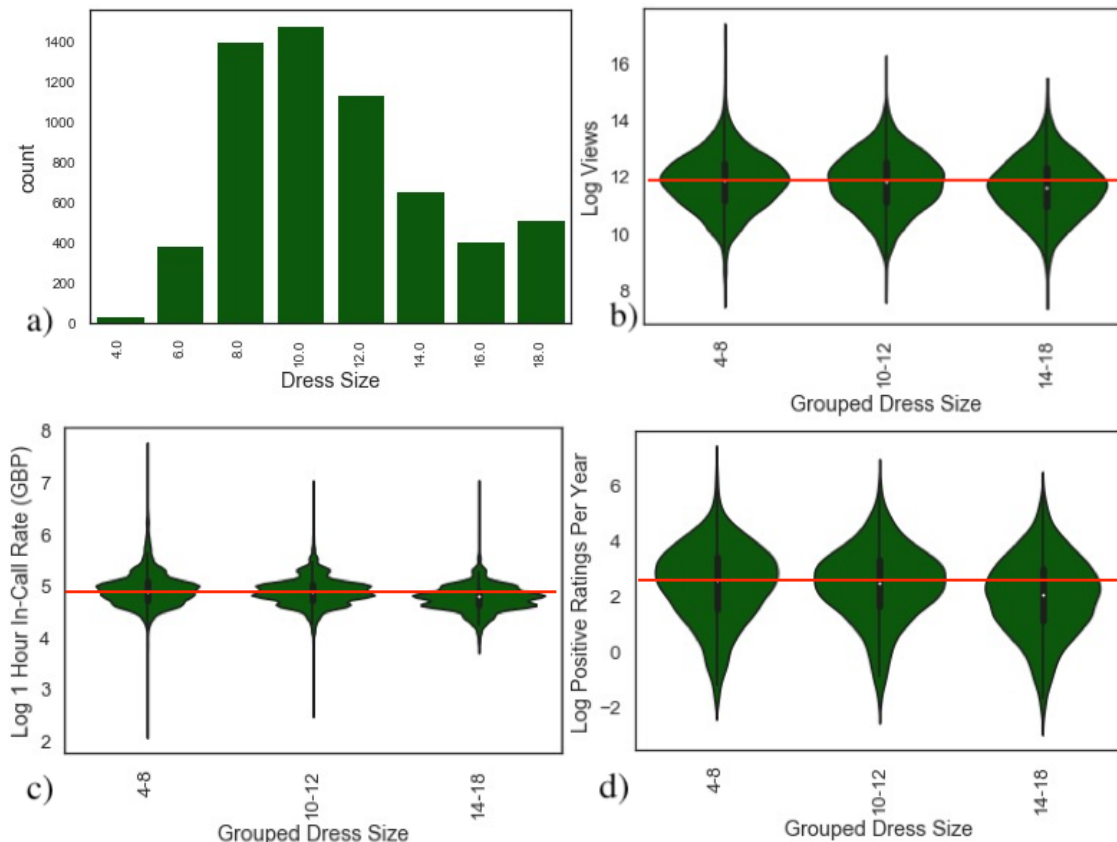 1400
1200
1000
800
600
400
200
0
count
4.0 6.0 8.0 10.0 12.0 14.0 16.0 18.0
Dress Size
a)
16
14
12
10
8
Log Views
4-8 10-12 14-18
Grouped Dress Size
b)
8
7
6
5
4
3
2
Log 1 Hour In-Call Rate (GBP)
4-8 10-12 14-18
Grouped Dress Size
c)
6
4
2
0
−2
Log Positive Ratings Per Year
4-8 10-12 14-18
Grouped Dress Size
d)